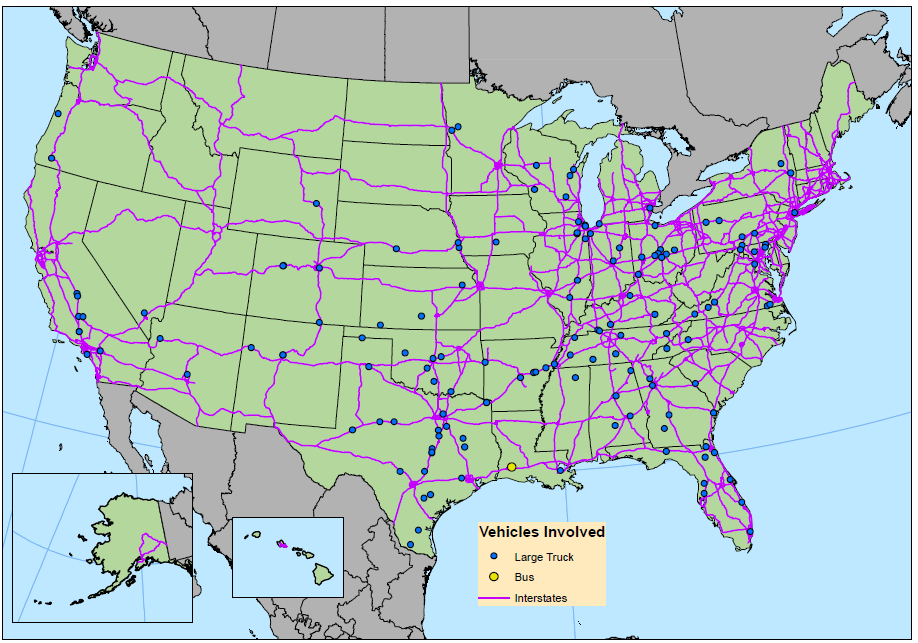 Vehicles Involved
Large Truck
Bus
Interstates